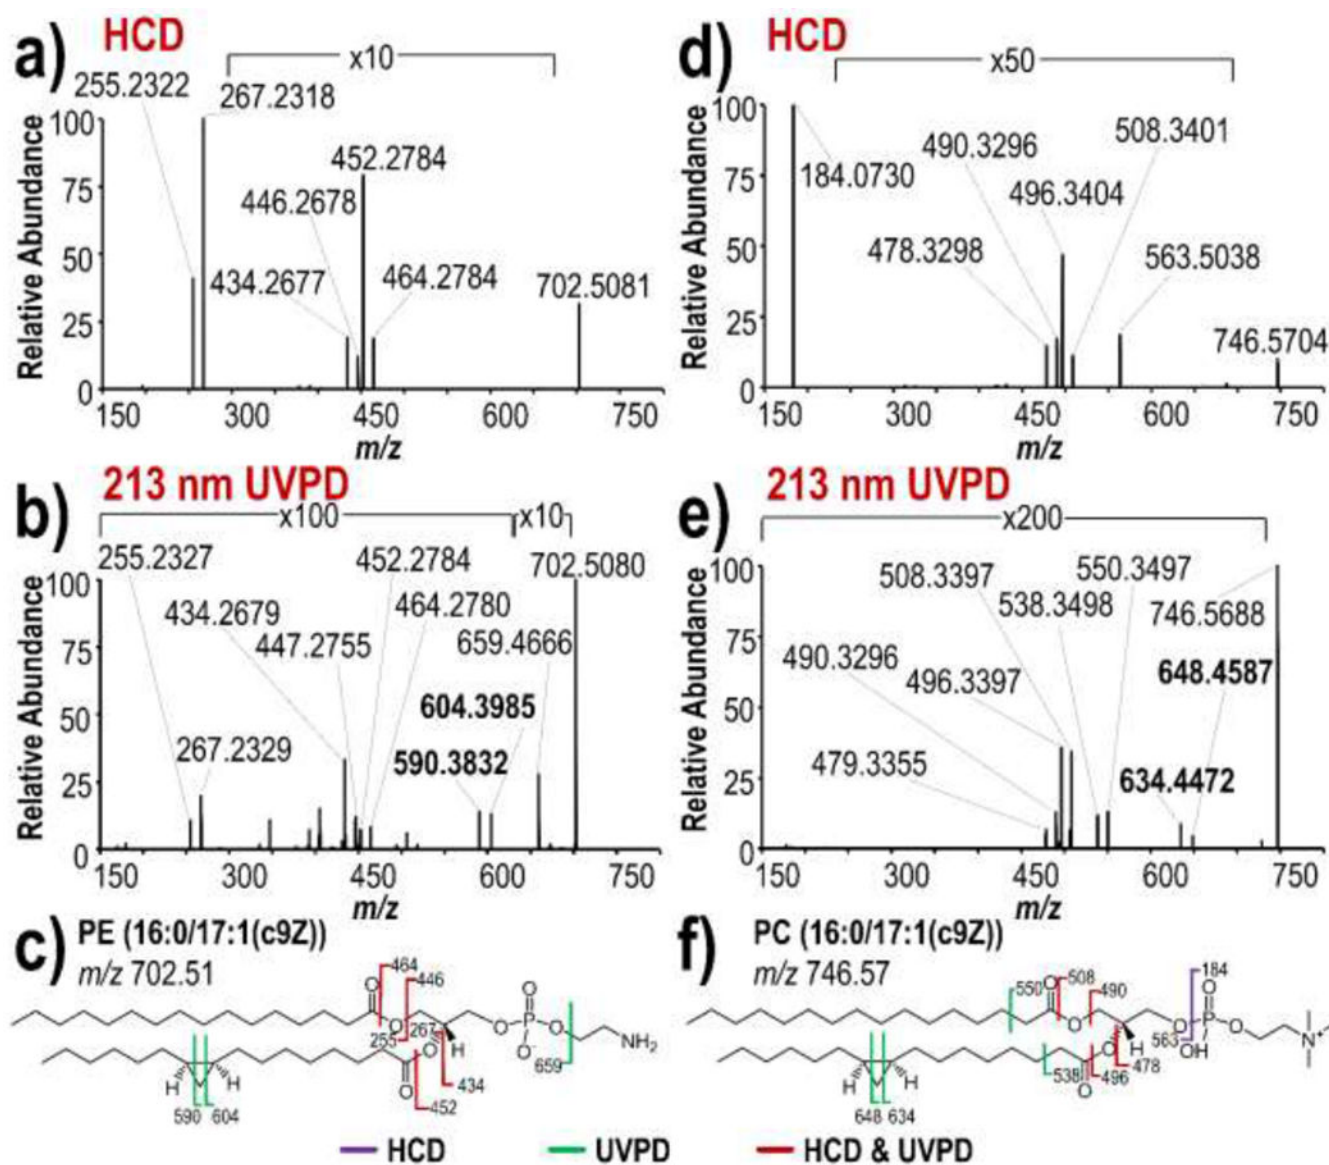 a) HCD
x10
255.2322
267.2318
452.2784
446.2678
434.2677
464.2784
702.5081
Relative Abundance
100
75
50
25
0
150 300 450 600 750
m/z
d) HCD
x50
508.3401
490.3296
184.0730
496.3404
478.3298
563.5038
746.5704
Relative Abundance
100
75
50
25
0
150 300 450 600 750
m/z
b) 213 nm UVPD
x100 x10
255.2327
452.2784
702.5080
434.2679
464.2780
447.2755
659.4666
604.3985
267.2329
590.3832
Relative Abundance
100
75
50
25
0
150 300 450 600 750
m/z
e) 213 nm UVPD
x200
508.3397
550.3497
538.3498
746.5688
490.3296
496.3397
648.4587
479.3355
634.4472
Relative Abundance
100
75
50
25
0
150 300 450 600 750
m/z
c) PE (16:0/17:1(c9Z))
m/z 702.51
464
446
O
O
O
P
O
O⁻
NH₂
255
267
O
H
659
O
434
452
H
H
590 604
f) PC (16:0/17:1(c9Z))
m/z 746.57
550
508
490
184
O
O
O
P
O
N⁺
563
OH
O
H
478
538
O
496
H
H
648 634
HCD UVPD HCD & UVPD